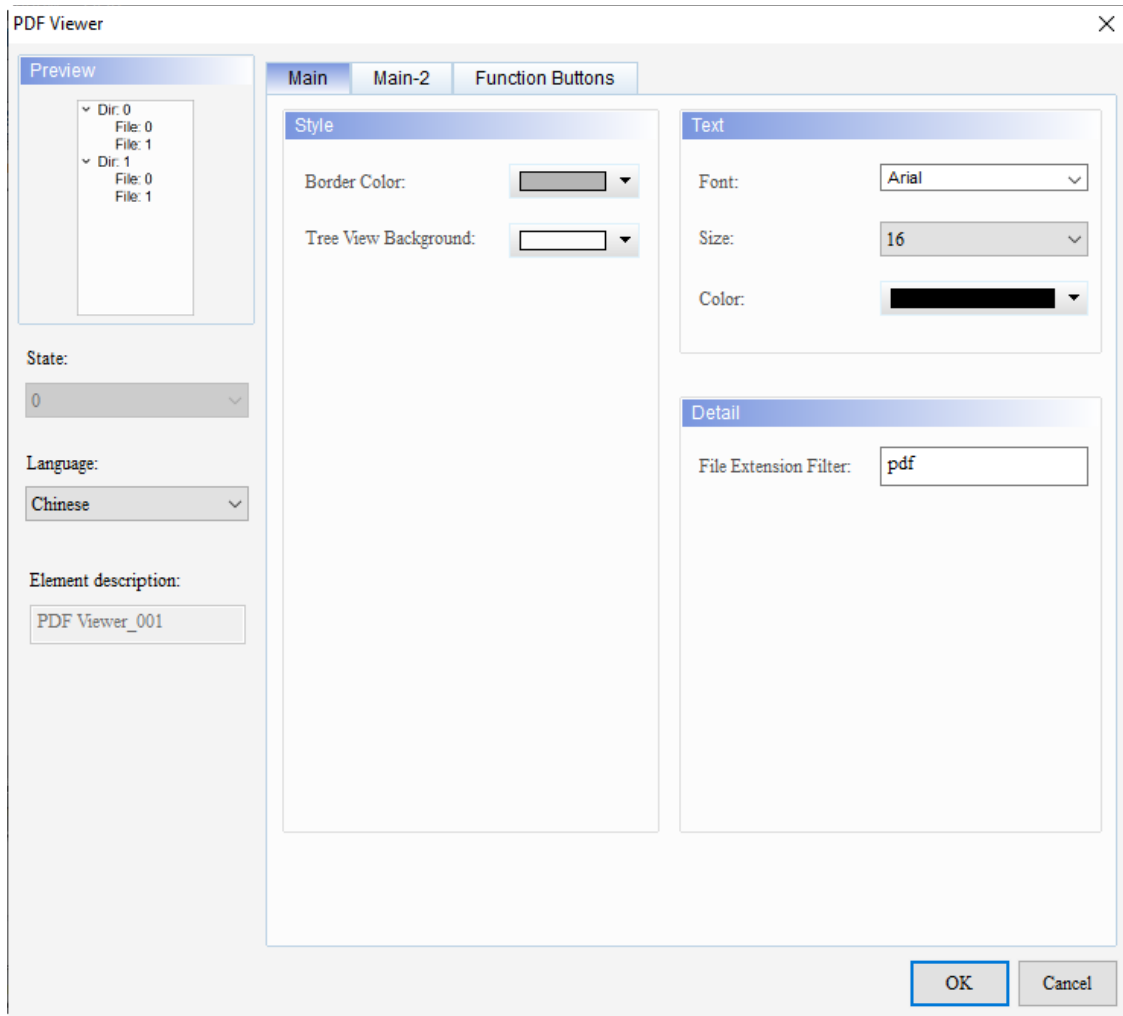 PDF Viewer
Preview
Dir: 0
File: 0
File: 1
Dir: 1
File: 0
File: 1
State:
0
Language:
Chinese
Element description:
PDF Viewer_001
Main
Main-2
Function Buttons
Style
Border Color:
Tree View Background:
Text
Font:
Arial
Size:
16
Color:
Detail
File Extension Filter:
pdf
OK
Cancel